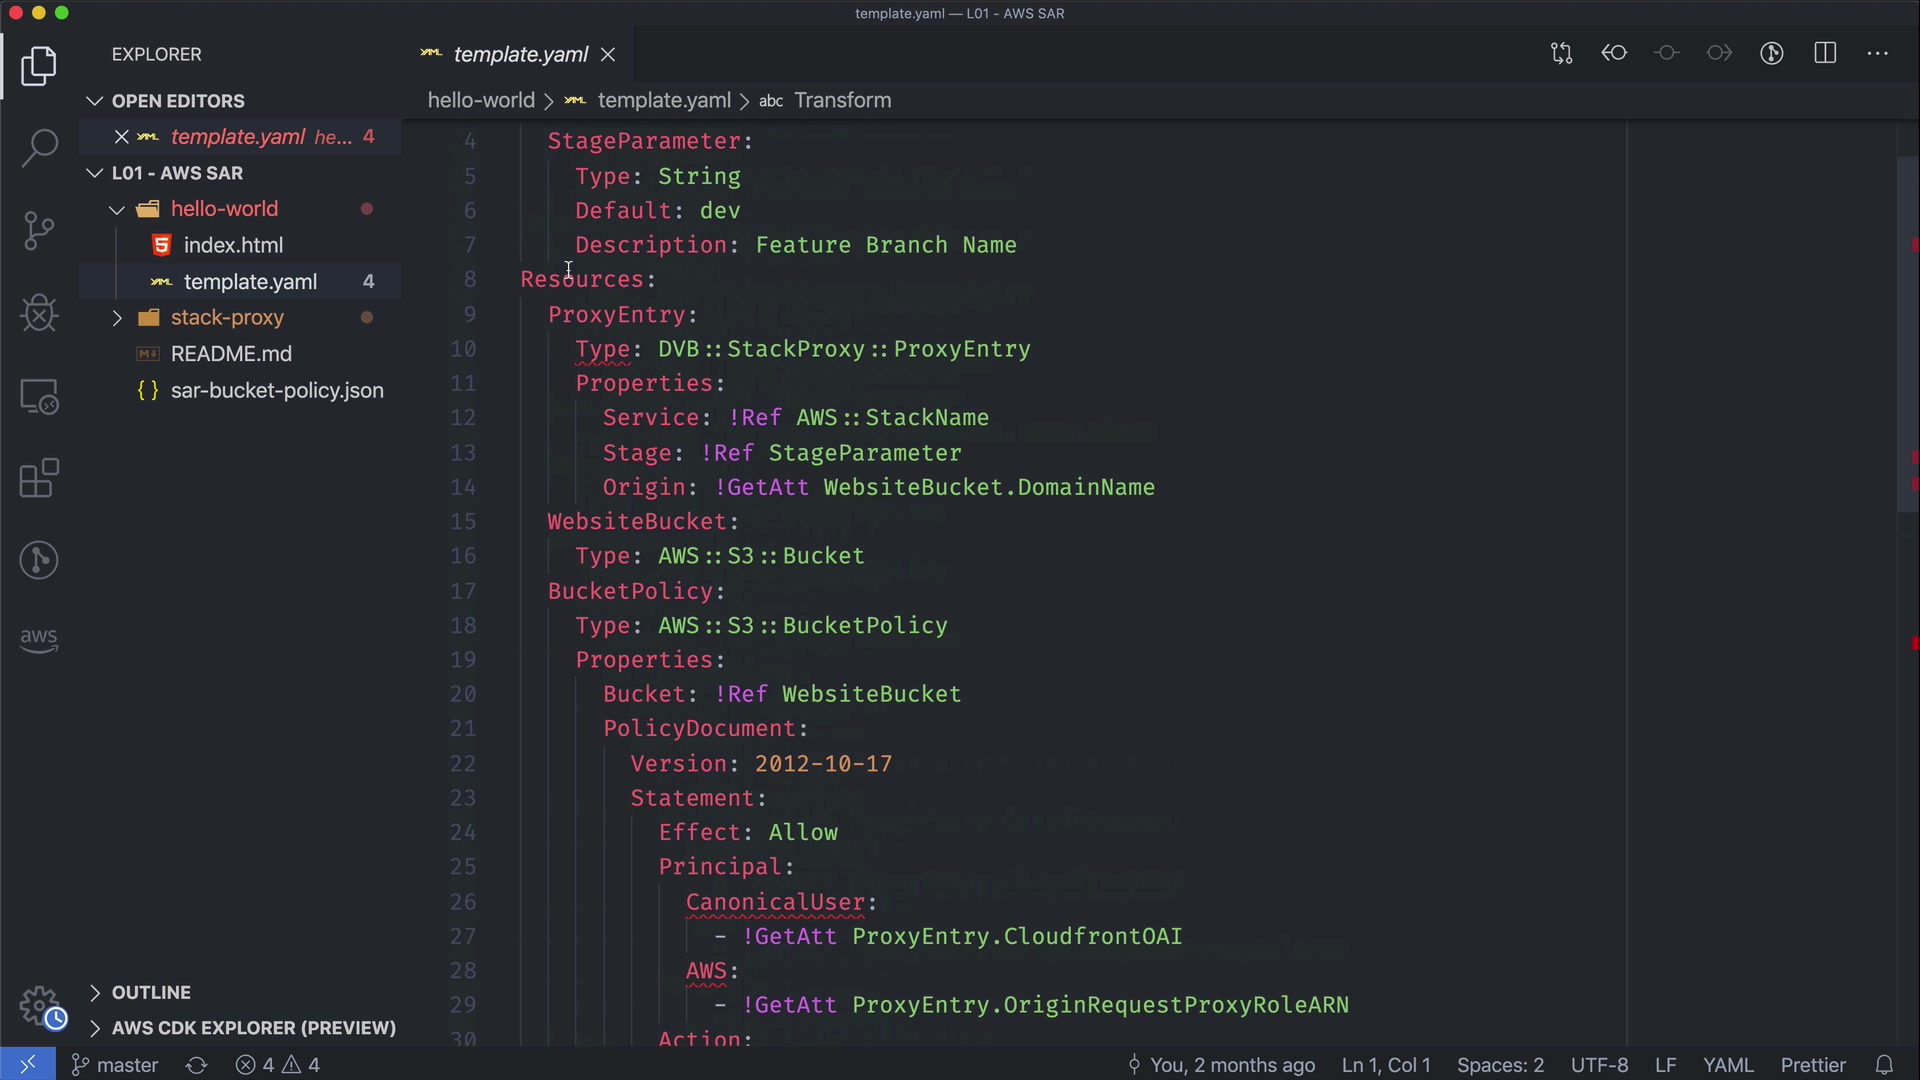 template.yaml — L01 - AWS SAR
EXPLORER
OPEN EDITORS
template.yaml he... 4
L01 - AWS SAR
hello-world
index.html
template.yaml 4
stack-proxy
README.md
sar-bucket-policy.json
OUTLINE
AWS CDK EXPLORER (PREVIEW)
aws
template.yaml
hello-world > template.yaml > abc Transform
4 StageParameter:
5 Type: String
6 Default: dev
7 Description: Feature Branch Name
8 Resources:
9 ProxyEntry:
10 Type: DVB::StackProxy::ProxyEntry
11 Properties:
12 Service: !Ref AWS::StackName
13 Stage: !Ref StageParameter
14 Origin: !GetAtt WebsiteBucket.DomainName
15 WebsiteBucket:
16 Type: AWS::S3::Bucket
17 BucketPolicy:
18 Type: AWS::S3::BucketPolicy
19 Properties:
20 Bucket: !Ref WebsiteBucket
21 PolicyDocument:
22 Version: 2012-10-17
23 Statement:
24 Effect: Allow
25 Principal:
26 CanonicalUser:
27 - !GetAtt ProxyEntry.CloudfrontOAI
28 AWS:
29 - !GetAtt ProxyEntry.OriginRequestProxyRoleARN
30 Action:
master 4 4 You, 2 months ago Ln 1, Col 1 Spaces: 2 UTF-8 LF YAML Prettier